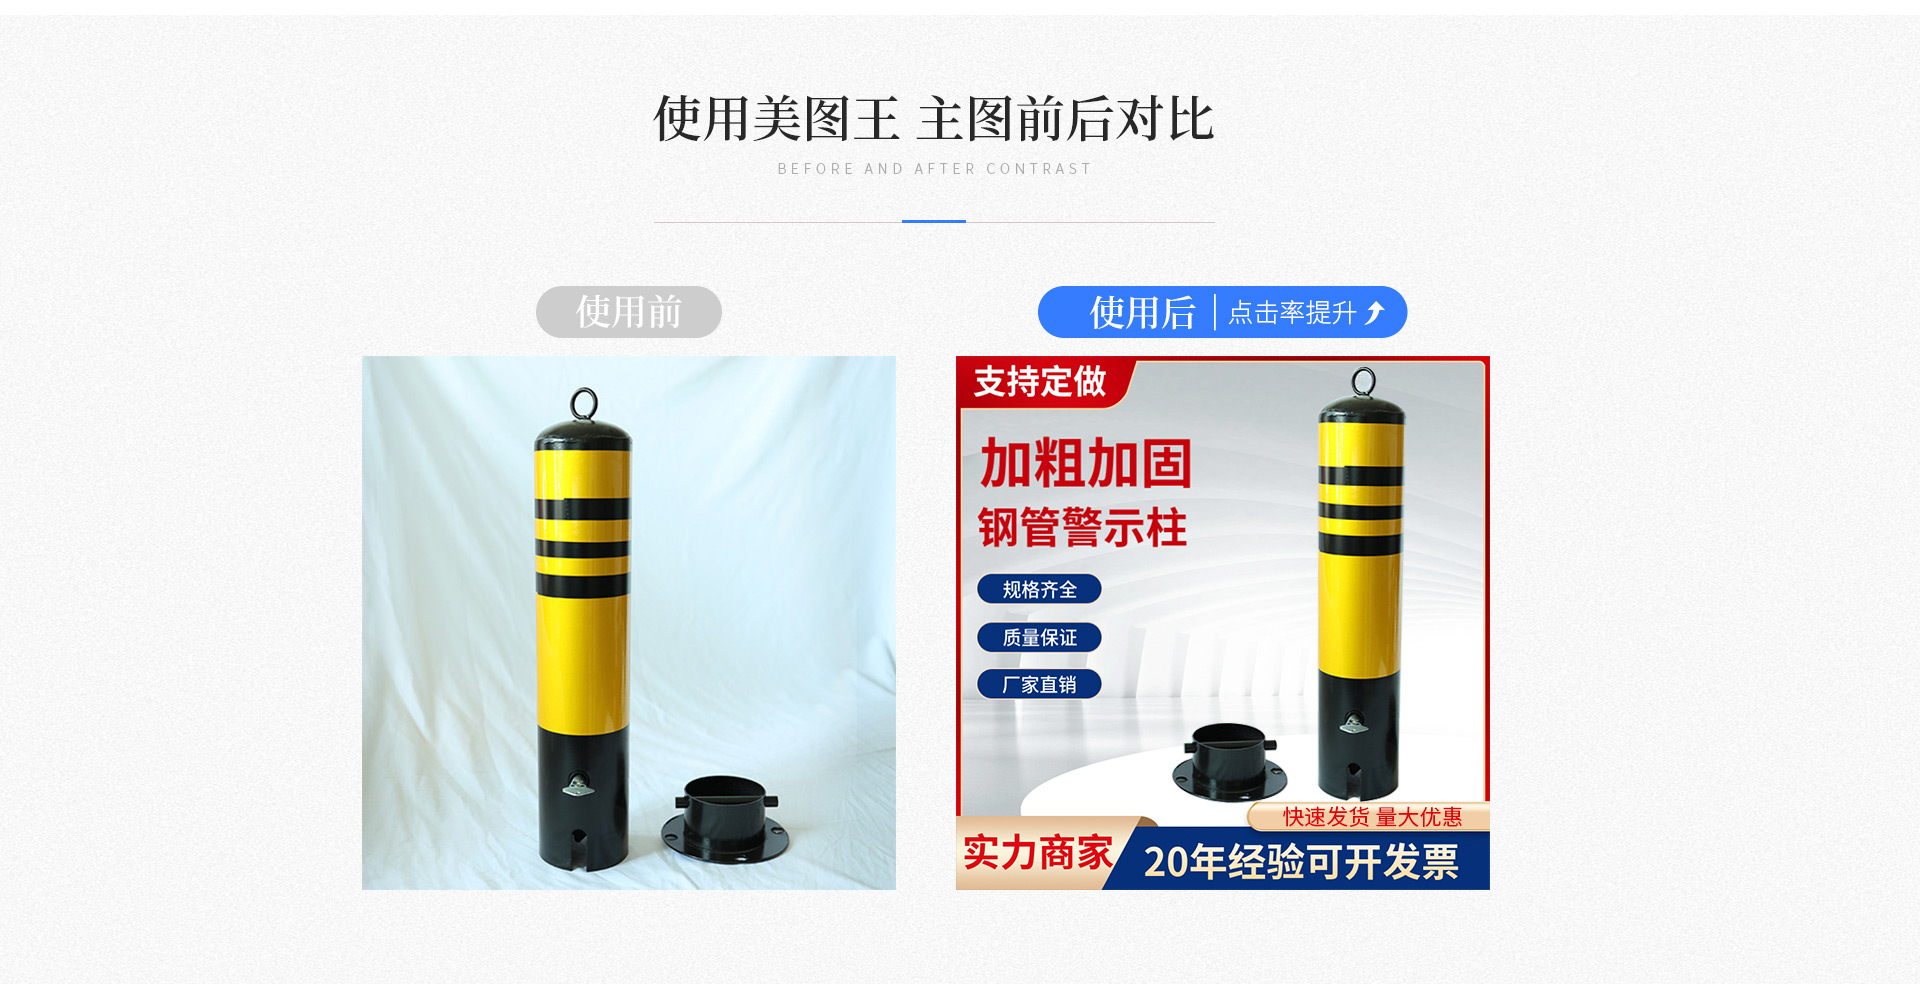 使用美图王 主图前后对比
BEFORE AND AFTER CONTRAST
使用前
使用后 点击率提升
支持定做
加粗加固
钢管警示柱
规格齐全
质量保证
厂家直销
快速发货 量大优惠
实力商家
20年经验可开发票